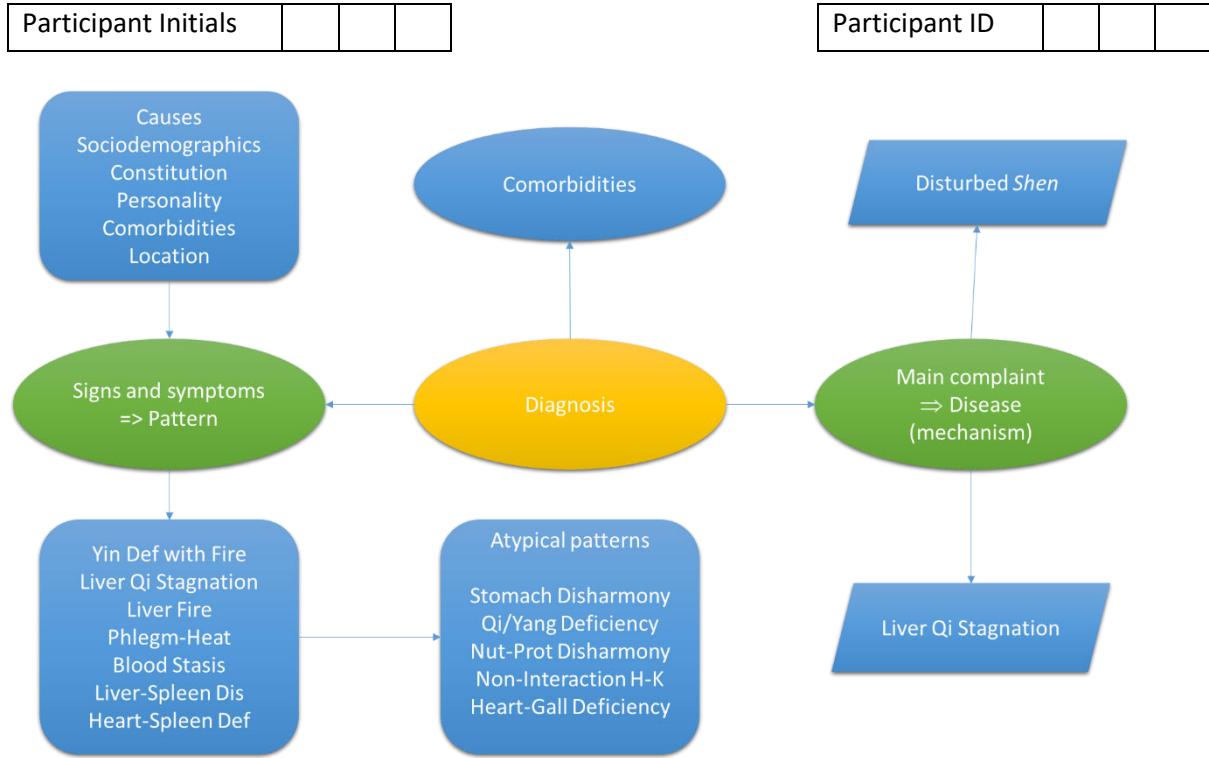 Participant Initials
Participant ID
Causes
Sociodemographics
Constitution
Personality
Comorbidities
Location
Comorbidities
Disturbed Shen
Signs and symptoms
=> Pattern
Diagnosis
Main complaint
⇒ Disease
(mechanism)
Yin Def with Fire
Liver Qi Stagnation
Liver Fire
Phlegm-Heat
Blood Stasis
Liver-Spleen Dis
Heart-Spleen Def
Atypical patterns
Stomach Disharmony
Qi/Yang Deficiency
Nut-Prot Disharmony
Non-Interaction H-K
Heart-Gall Deficiency
Liver Qi Stagnation